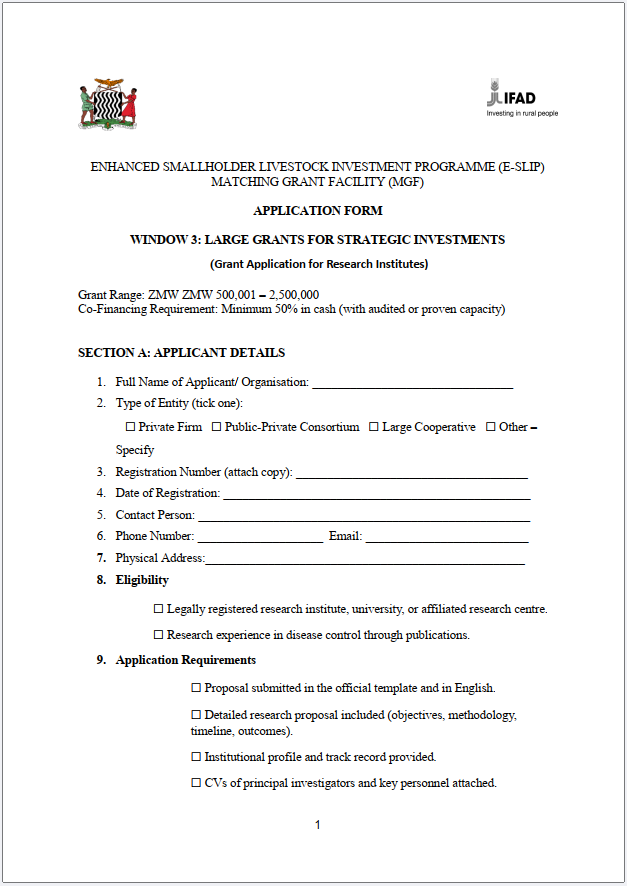 IFAD
Investing in rural people
ENHANCED SMALLHOLDER LIVESTOCK INVESTMENT PROGRAMME (E-SLIP)
MATCHING GRANT FACILITY (MGF)
APPLICATION FORM
WINDOW 3: LARGE GRANTS FOR STRATEGIC INVESTMENTS
(Grant Application for Research Institutes)
Grant Range: ZMW ZMW 500,001 – 2,500,000
Co-Financing Requirement: Minimum 50% in cash (with audited or proven capacity)
SECTION A: APPLICANT DETAILS
1. Full Name of Applicant/ Organisation: ________________________________
2. Type of Entity (tick one):
☐ Private Firm ☐ Public-Private Consortium ☐ Large Cooperative ☐ Other –
Specify
3. Registration Number (attach copy): _____________________________________
4. Date of Registration: _________________________________________________
5. Contact Person: _____________________________________________________
6. Phone Number: ____________________ Email: __________________________
7. Physical Address:___________________________________________________
8. Eligibility
☐ Legally registered research institute, university, or affiliated research centre.
☐ Research experience in disease control through publications.
9. Application Requirements
☐ Proposal submitted in the official template and in English.
☐ Detailed research proposal included (objectives, methodology,
timeline, outcomes).
☐ Institutional profile and track record provided.
☐ CVs of principal investigators and key personnel attached.
1